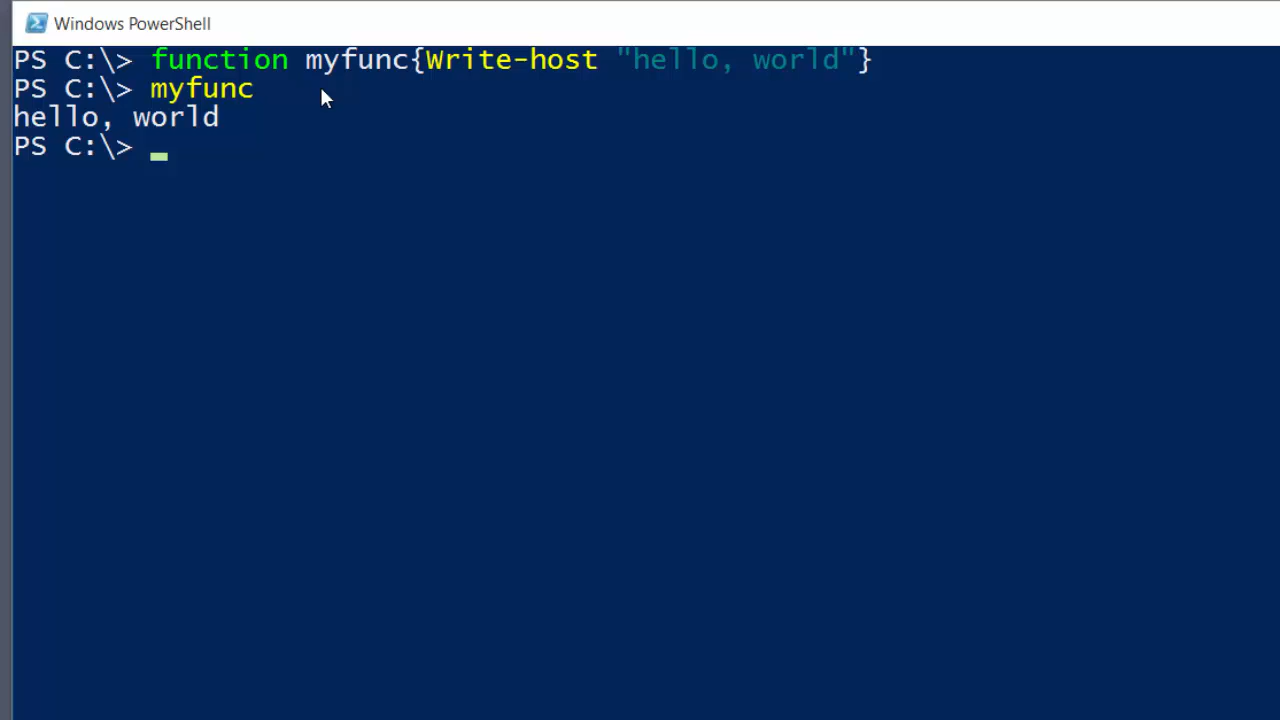 Windows PowerShell
PS C:\> function myfunc{Write-host "hello, world"}
PS C:\> myfunc
hello, world
PS C:\>